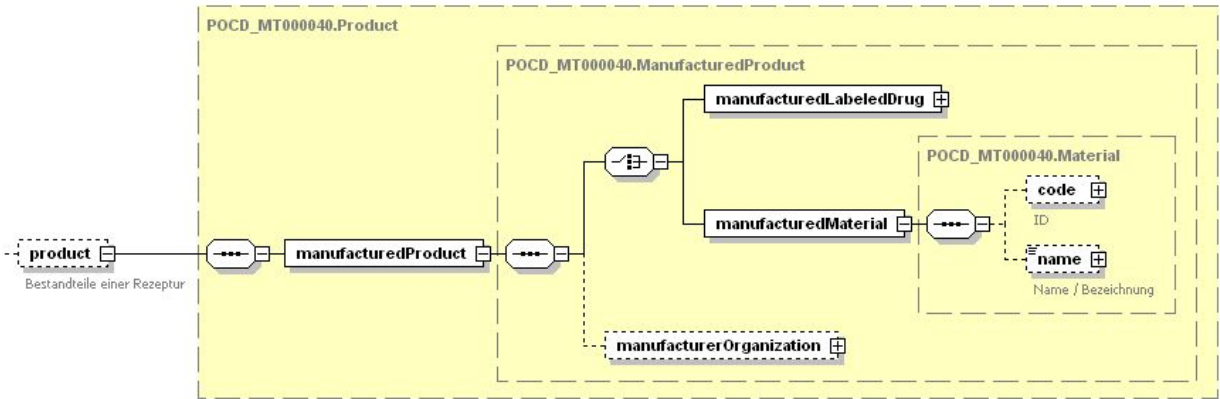 POCD_MT000040.Product
POCD_MT000040.ManufacturedProduct
manufacturedLabeledDrug
POCD_MT000040.Material
code
ID
manufacturedMaterial
product
manufacturedProduct
name
Bestandteile einer Rezeptur
Name / Bezeichnung
manufacturerOrganization